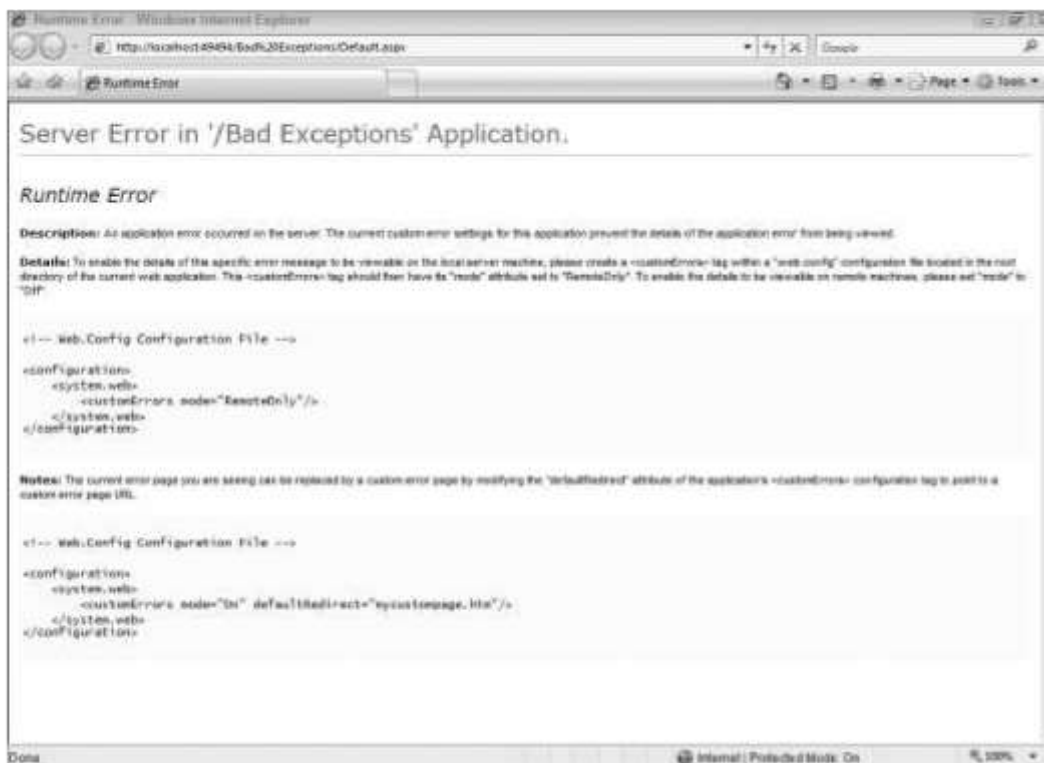 Runtime Error - Windows Internet Explorer
http://localhost:49494/Bad%20Exceptions/Default.aspx
Google
Runtime Error
Page
Tools
Server Error in '/Bad Exceptions' Application.
Runtime Error
Description: An application error occurred on the server. The current custom error settings for this application prevent the details of the application error from being viewed.
Details: To enable the details of this specific error message to be viewable on the local server machine, please create a <customErrors> tag within a "web.config" configuration file located in the root
directory of the current web application. This <customErrors> tag should then have its "mode" attribute set to "RemoteOnly". To enable the details to be viewable on remote machines, please set "mode" to
"Off".
<!-- Web.Config Configuration File -->
<configuration>
<system.web>
<customErrors mode="RemoteOnly"/>
</system.web>
</configuration>
Notes: The current error page you are seeing can be replaced by a custom error page by modifying the "defaultRedirect" attribute of the application's <customErrors> configuration tag to point to a
custom error page URL.
<!-- Web.Config Configuration File -->
<configuration>
<system.web>
<customErrors mode="On" defaultRedirect="mycustompage.htm"/>
</system.web>
</configuration>
Done
Internet | Protected Mode: On
100%